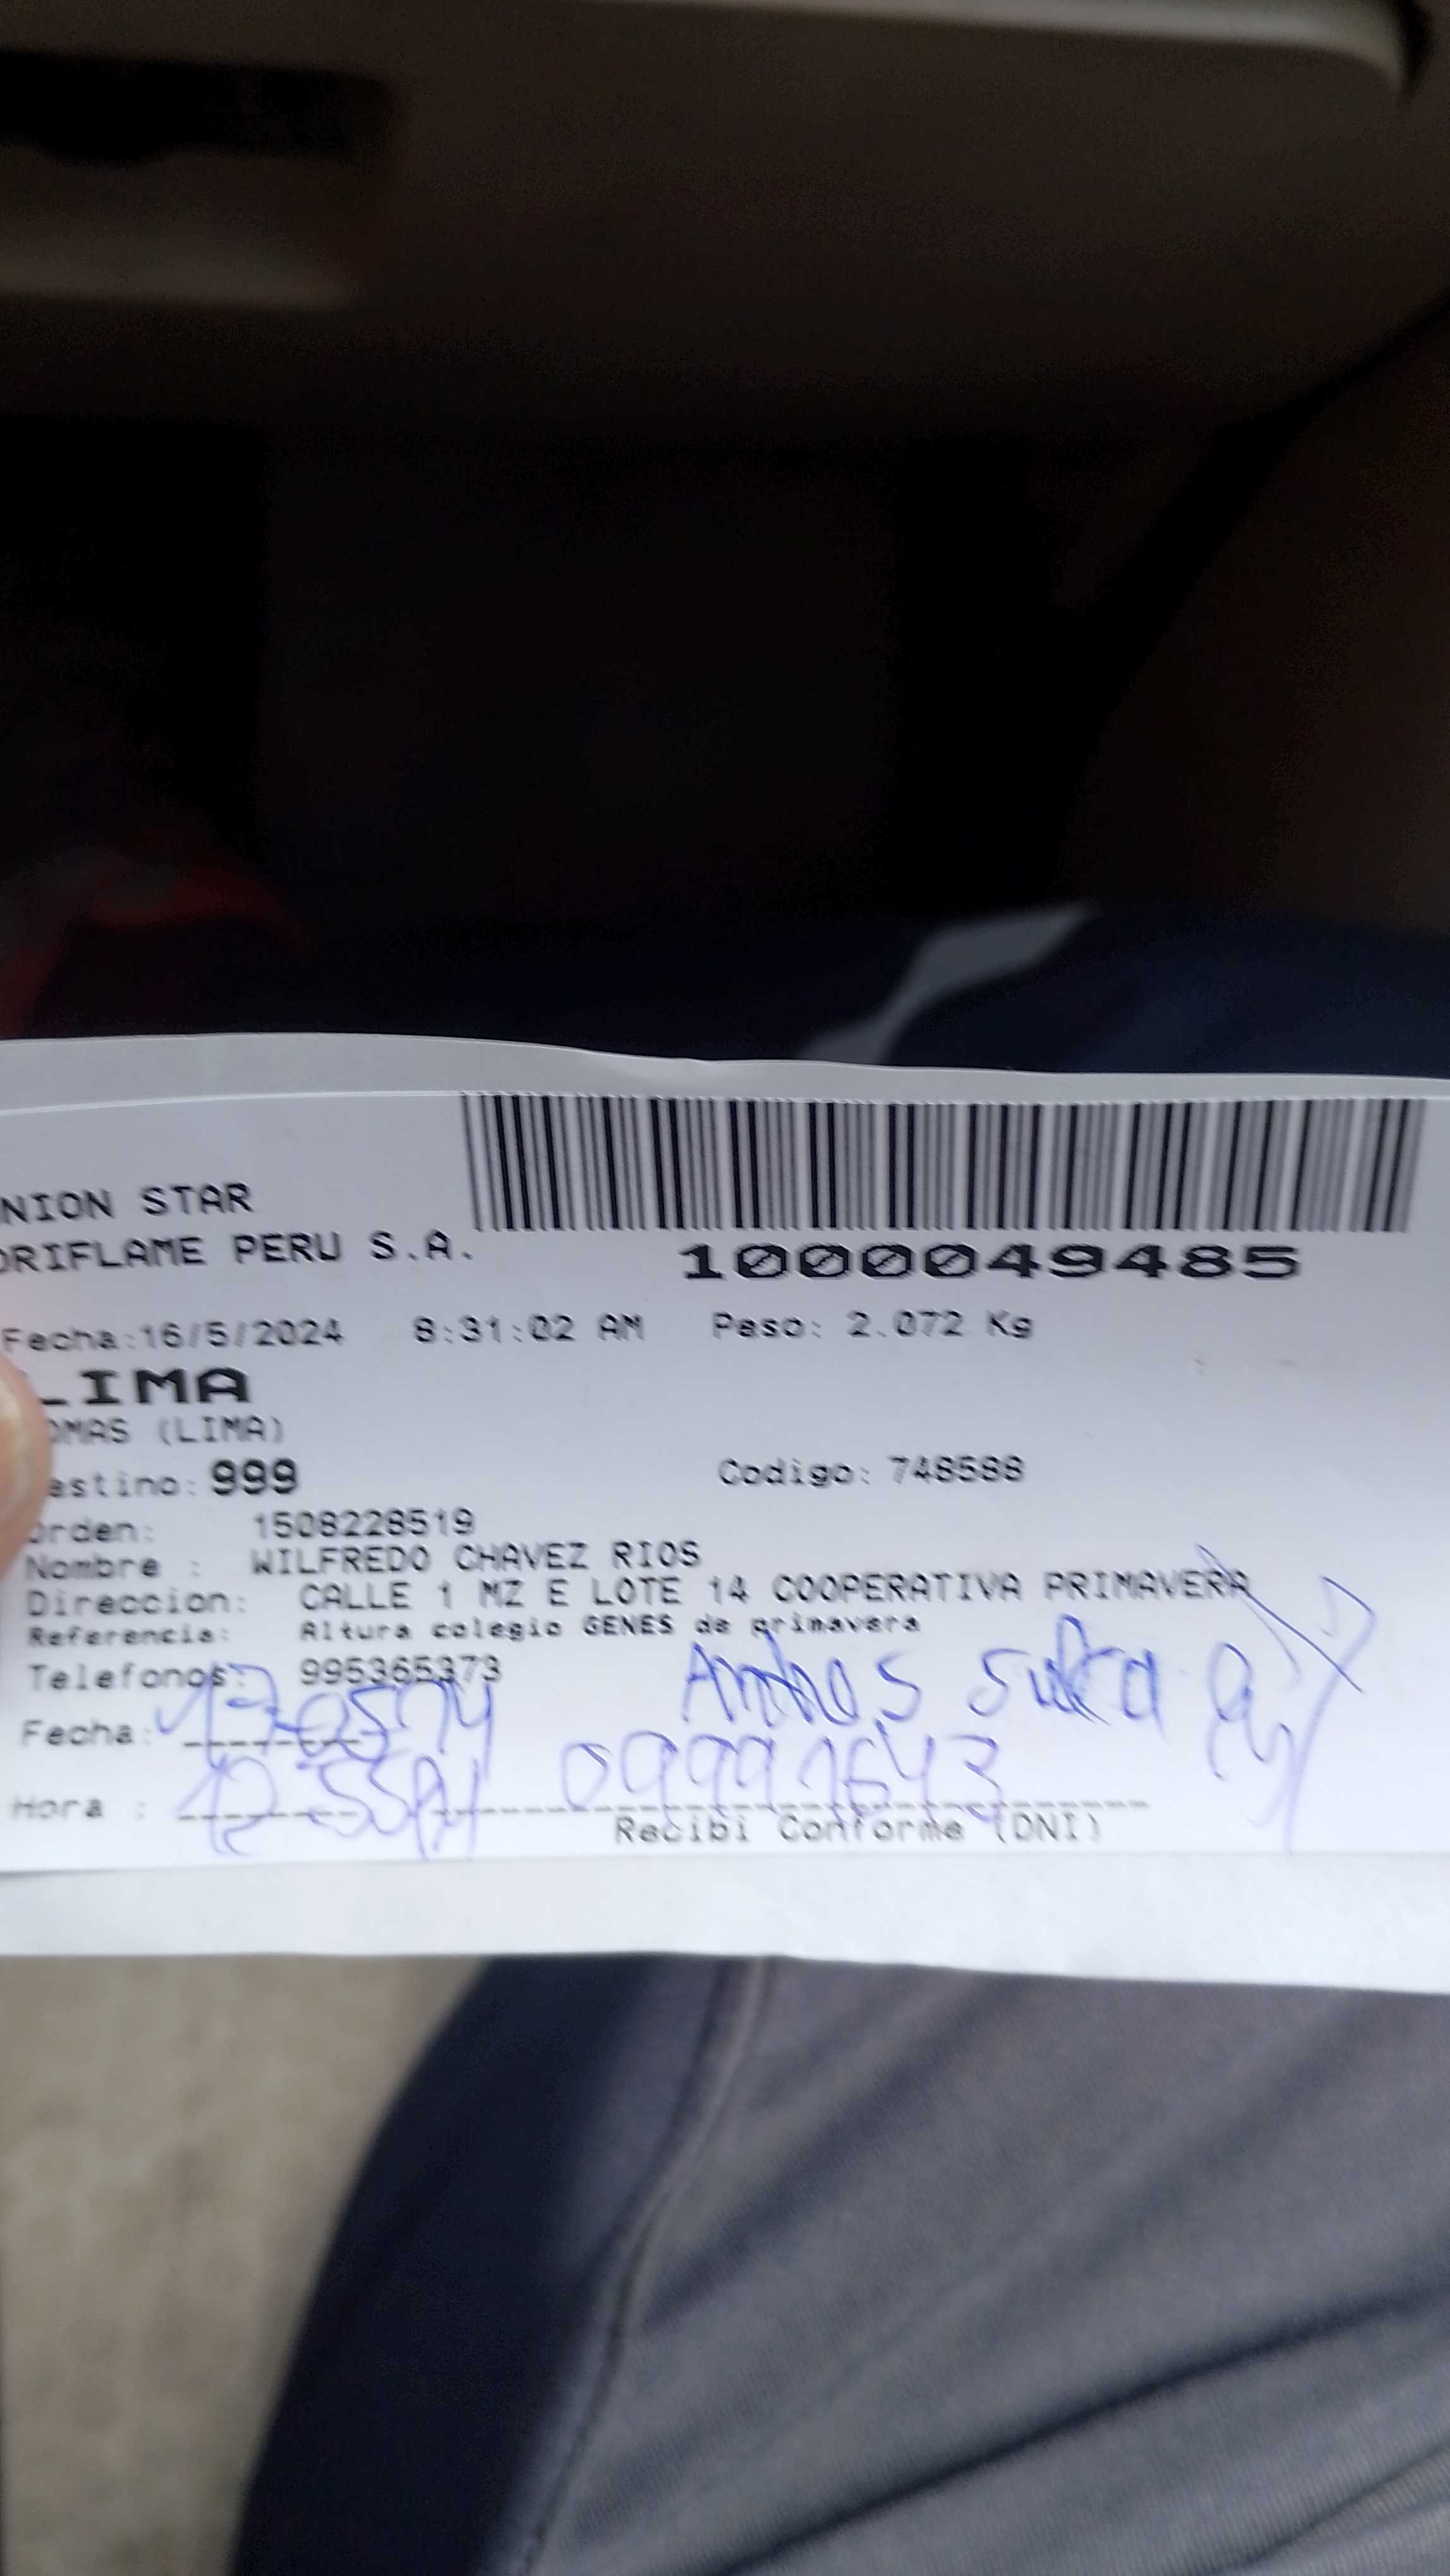 NION STAR
ORIFLAME PERU S.A.
1000049485
Fecha:16/5/2024 8:31:02 AM Peso: 2.072 Kg
LIMA
OMAS (LIMA)
estino: 999 Codigo: 748588
Orden: 1508228519
Nombre : WILFREDO CHAVEZ RIOS
Direccion: CALLE 1 MZ E LOTE 14 COOPERATIVA PRIMAVERA
Referencia: Altura colegio GENES de primavera
Telefonos: 995365373
Fecha:
Hora : 09991643
Recibi Conforme (DNI)